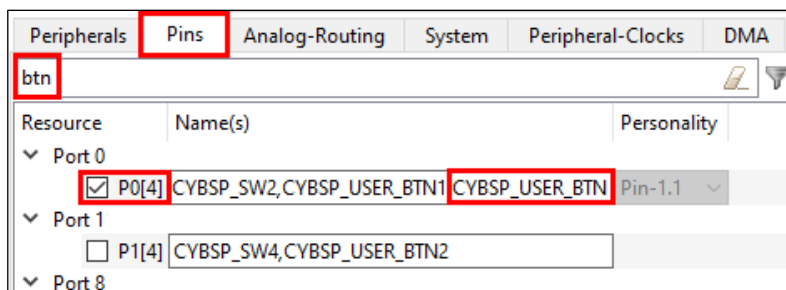 Peripherals Pins Analog-Routing System Peripheral-Clocks DMA
btn
Resource Name(s) Personality
Port 0
P0[4] CYBSP_SW2,CYBSP_USER_BTN1 CYBSP_USER_BTN Pin-1.1
Port 1
P1[4] CYBSP_SW4,CYBSP_USER_BTN2
Port 8